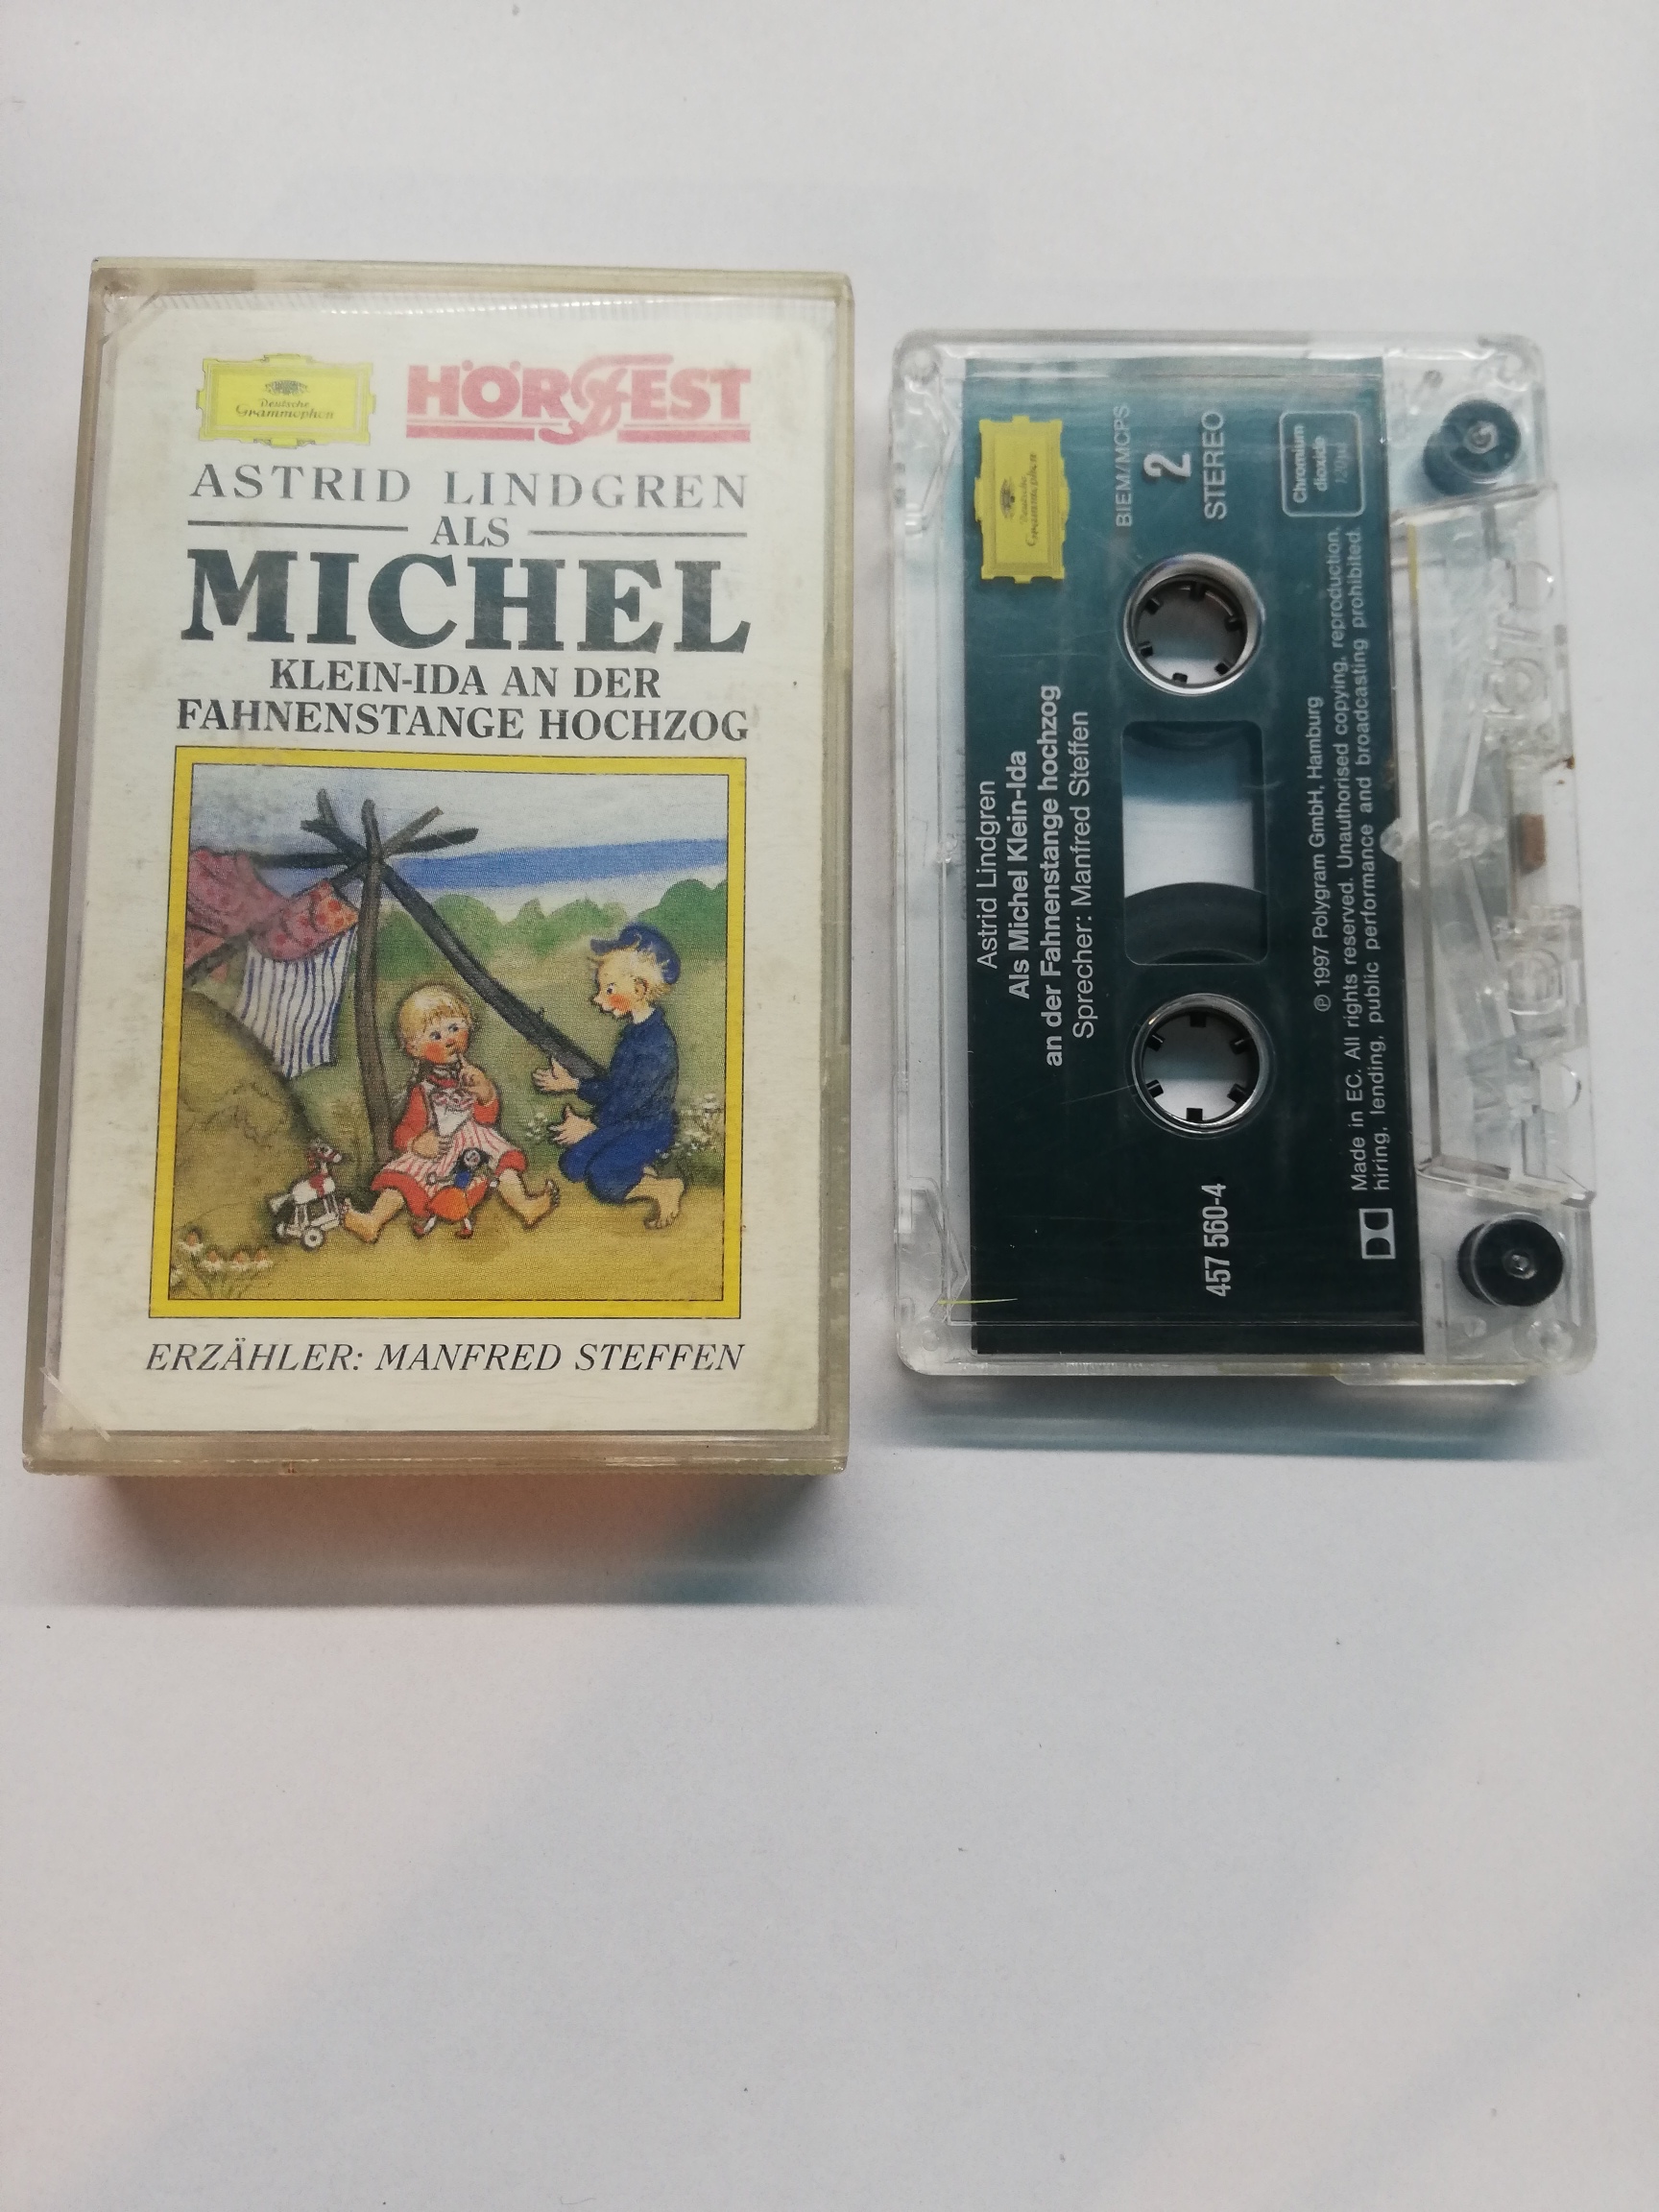 Deutsche
Grammophon
HÖRFEST
ASTRID LINDGREN
ALS
MICHEL
KLEIN-IDA AN DER
FAHNENSTANGE HOCHZOG
ERZÄHLER: MANFRED STEFFEN
Deutsche
Grammophon
Astrid Lindgren
Als Michel Klein-Ida
an der Fahnenstange hochzog
Sprecher: Manfred Steffen
BIEM/MCPS
2
STEREO
Chromium
dioxide
120µs
457 560-4
℗ 1997 Polygram GmbH, Hamburg
Made in EC. All rights reserved. Unauthorised copying, reproduction,
hiring, lending, public performance and broadcasting prohibited.